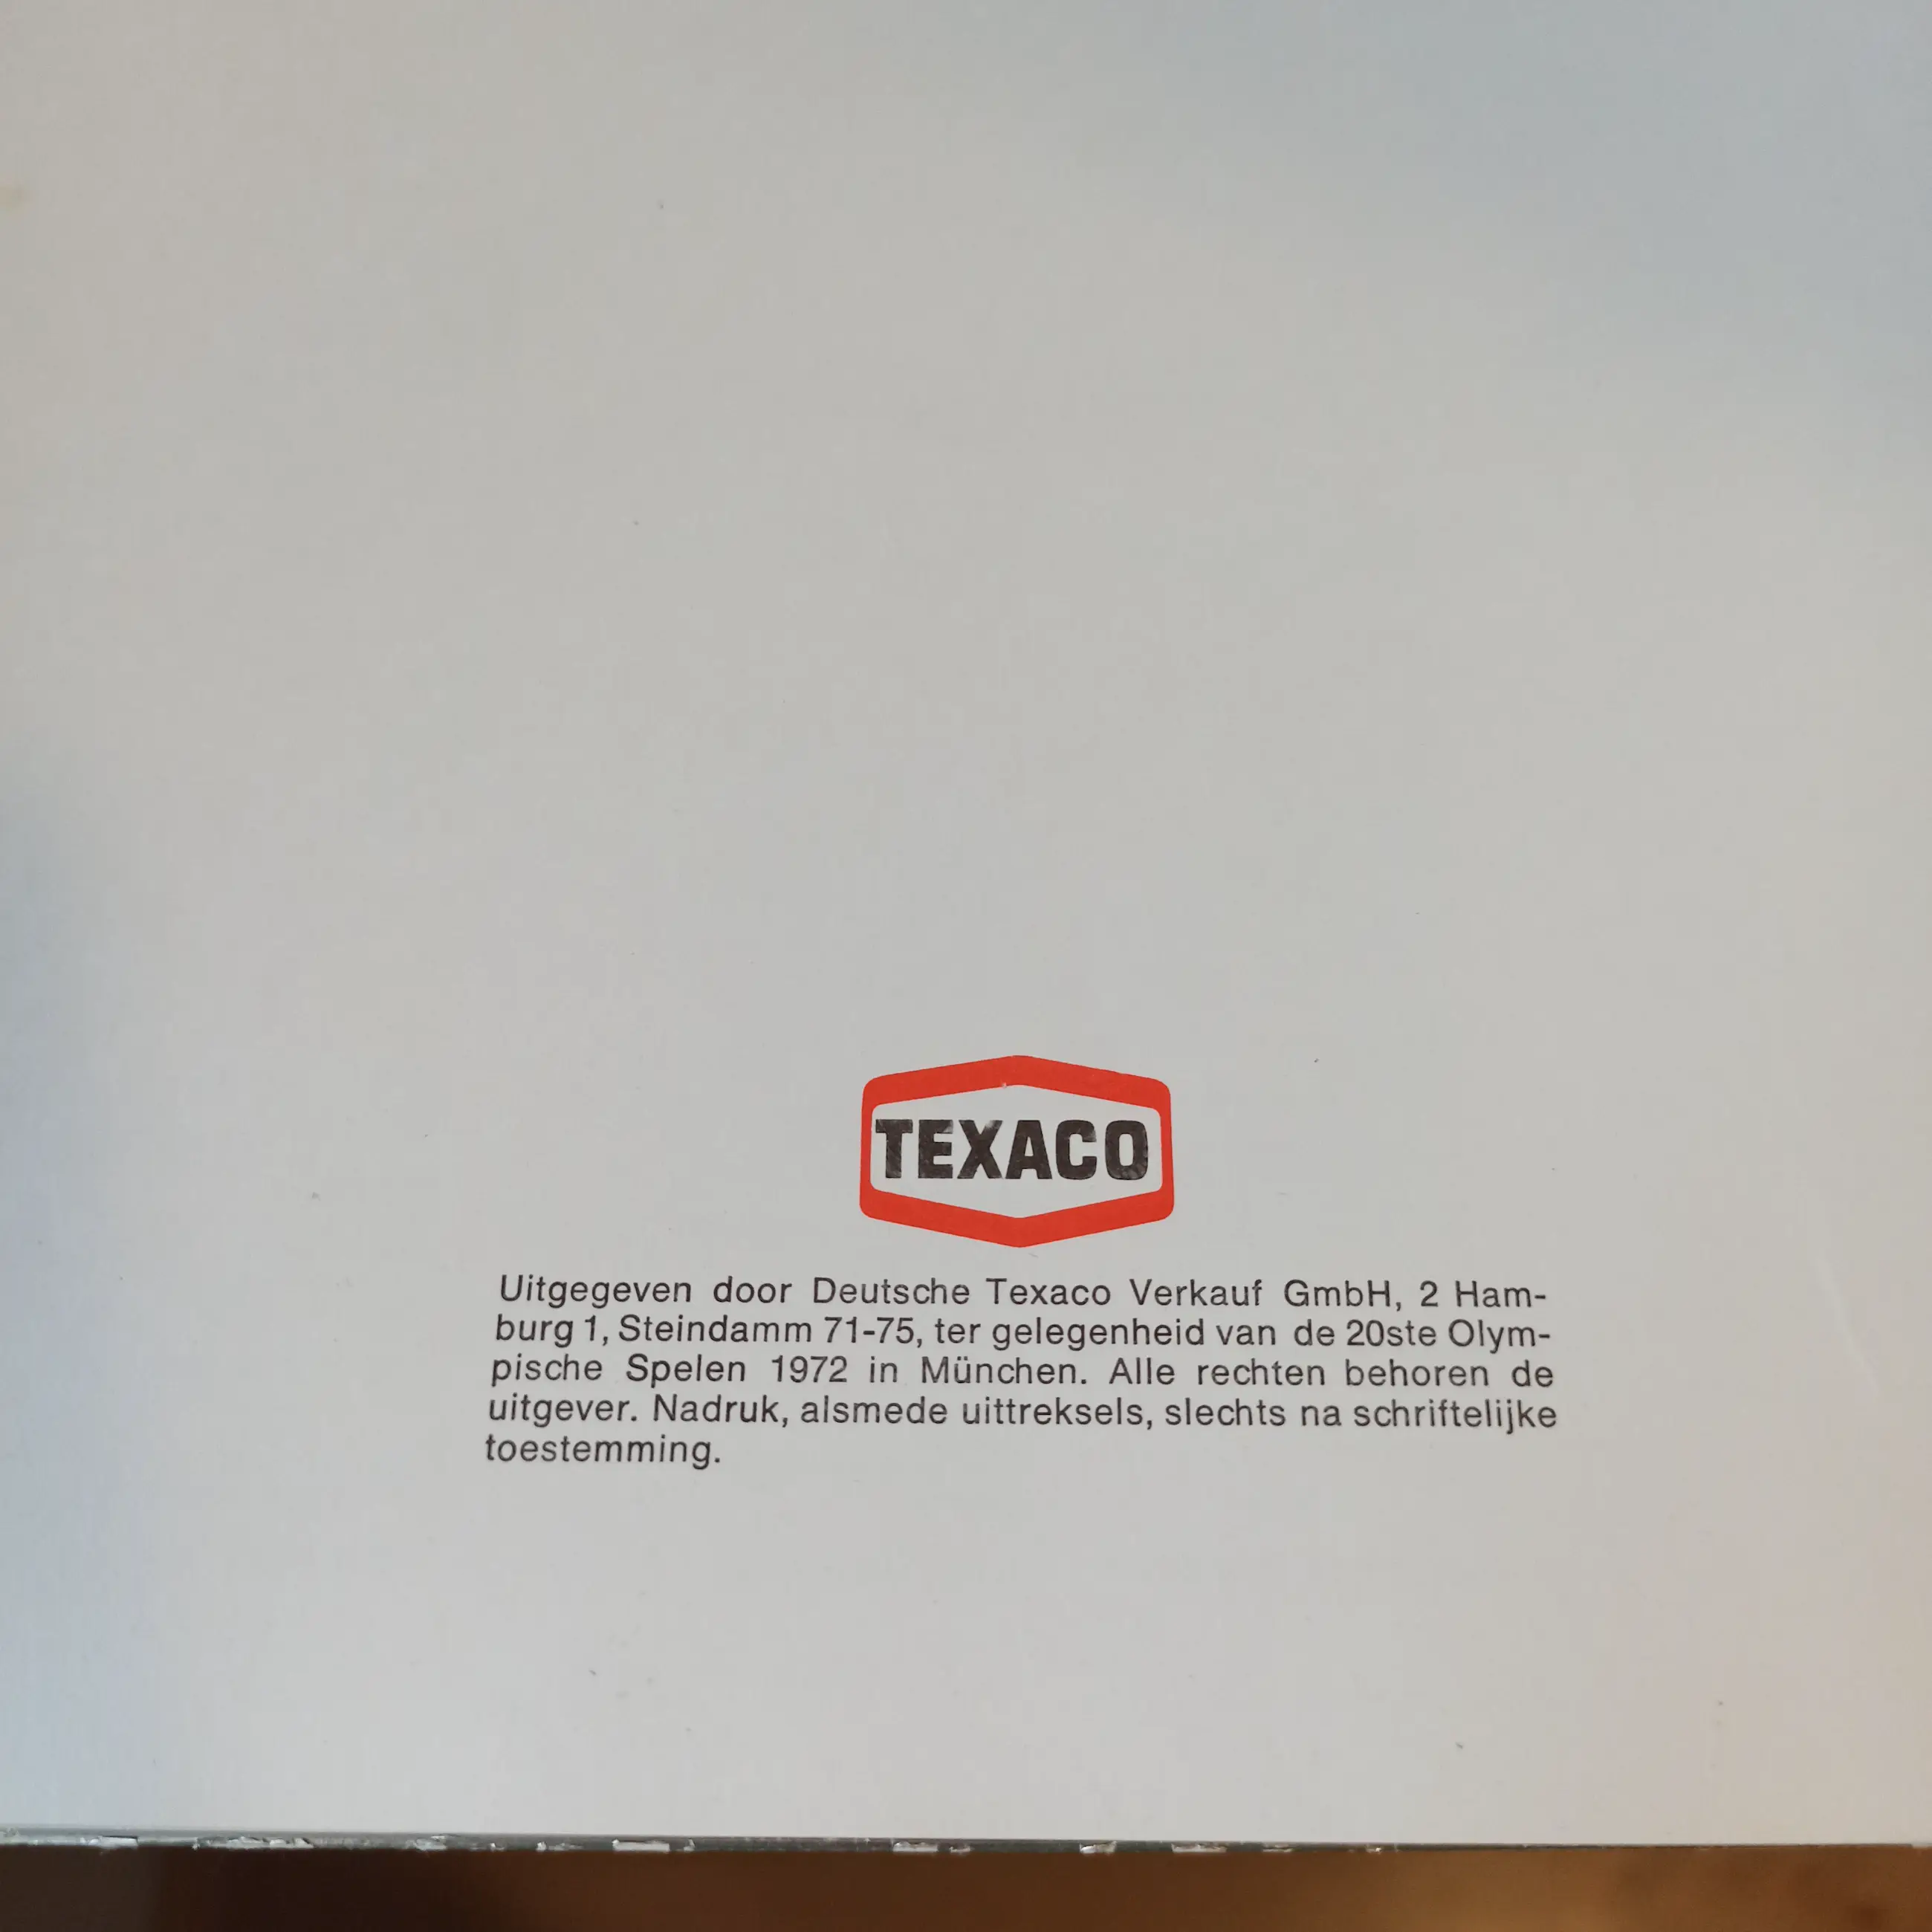 TEXACO
Uitgegeven door Deutsche Texaco Verkauf GmbH, 2 Ham-
burg 1, Steindamm 71-75, ter gelegenheid van de 20ste Olym-
pische Spelen 1972 in München. Alle rechten behoren de
uitgever. Nadruk, alsmede uittreksels, slechts na schriftelijke
toestemming.